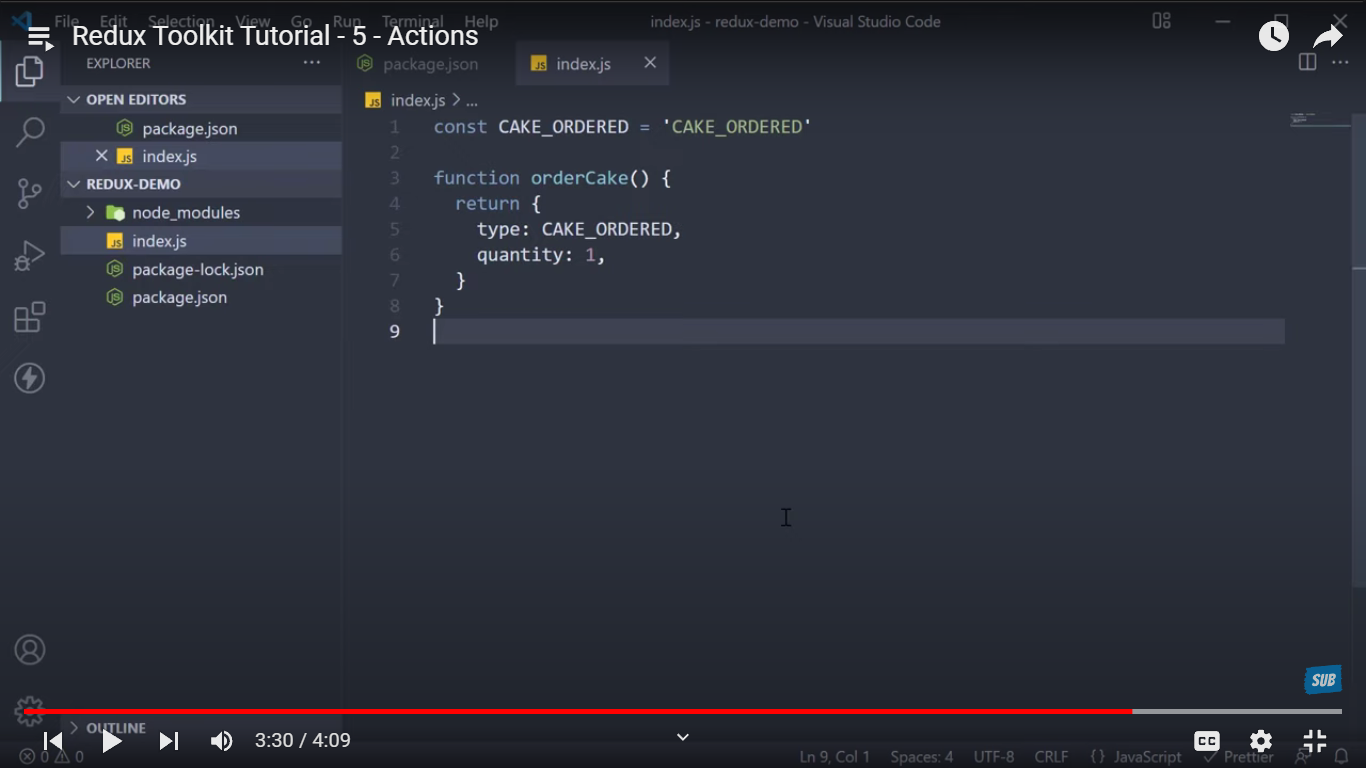 File Edit Selection View Go Run Terminal Help index.js - redux-demo - Visual Studio Code
Redux Toolkit Tutorial - 5 - Actions
EXPLORER
package.json
index.js
OPEN EDITORS
package.json
index.js
REDUX-DEMO
node_modules
index.js
package-lock.json
package.json
index.js > ...
1 const CAKE_ORDERED = 'CAKE_ORDERED'
2
3 function orderCake() {
4 return {
5 type: CAKE_ORDERED,
6 quantity: 1,
7 }
8 }
9
SUB
OUTLINE
3:30 / 4:09
CC
0 0 Ln 9, Col 1 Spaces: 4 UTF-8 CRLF {} JavaScript Prettier